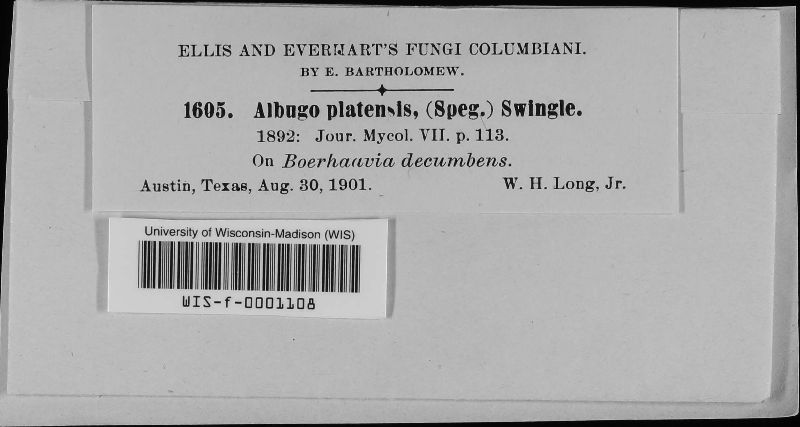 ELLIS AND EVERHART'S FUNGI COLUMBIANI.
BY E. BARTHOLOMEW.
1605. Albugo platensis, (Speg.) Swingle.
1892: Jour. Mycol. VII. p. 113.
On Boerhaavia decumbens.
Austin, Texas, Aug. 30, 1901. W. H. Long, Jr.
University of Wisconsin-Madison (WIS)
WIS-f-0001108